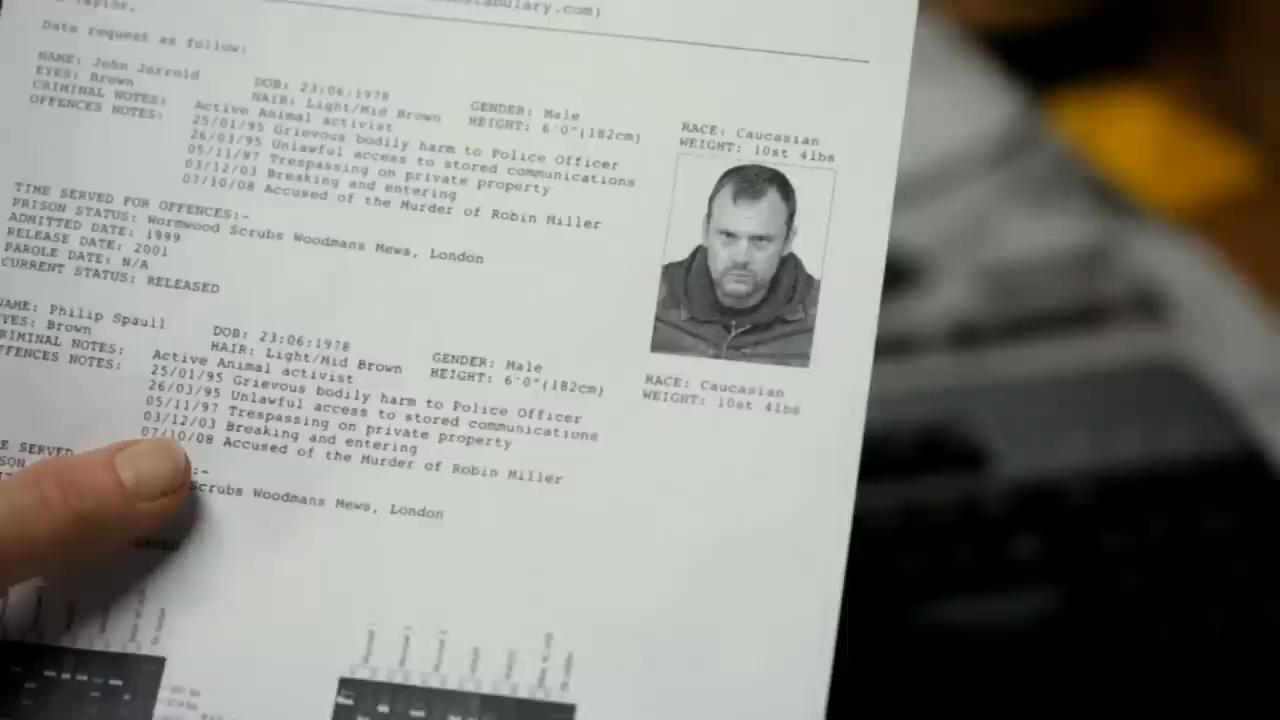 Taylor,
Date request as follow:
NAME: John Jarrold DOB: 23:06:1978 GENDER: Male RACE: Caucasian
EYES: Brown HAIR: Light/Mid Brown HEIGHT: 6'0"(182cm) WEIGHT: 10st 4lbs
CRIMINAL NOTES: Active Animal activist
OFFENCES NOTES: 25/01/95 Grievous bodily harm to Police Officer
26/03/95 Unlawful access to stored communications
05/11/97 Trespassing on private property
03/12/03 Breaking and entering
07/10/08 Accused of the Murder of Robin Miller
TIME SERVED FOR OFFENCES:-
PRISON STATUS: Wormwood Scrubs Woodmans Mews, London
ADMITTED DATE: 1999
RELEASE DATE: 2001
PAROLE DATE: N/A
CURRENT STATUS: RELEASED
NAME: Philip Spaull DOB: 23:06:1978 GENDER: Male RACE: Caucasian
EYES: Brown HAIR: Light/Mid Brown HEIGHT: 6'0"(182cm) WEIGHT: 10st 4lbs
CRIMINAL NOTES: Active Animal activist
OFFENCES NOTES: 25/01/95 Grievous bodily harm to Police Officer
26/03/95 Unlawful access to stored communications
05/11/97 Trespassing on private property
03/12/03 Breaking and entering
07/10/08 Accused of the Murder of Robin Miller
SERVED :-
Scrubs Woodmans Mews, London